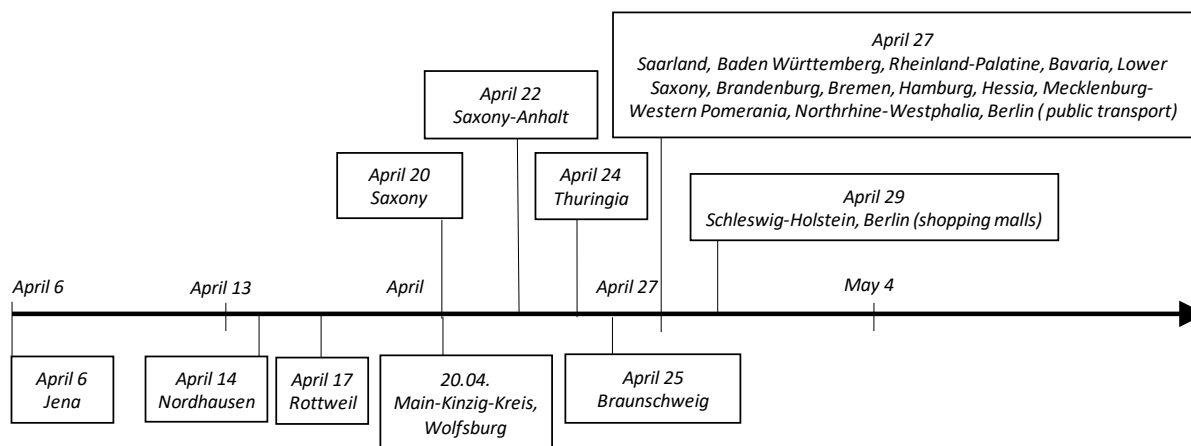 April 27
Saarland, Baden Württemberg, Rheinland-Palatine, Bavaria, Lower
Saxony, Brandenburg, Bremen, Hamburg, Hessia, Mecklenburg-
Western Pomerania, Northrhine-Westphalia, Berlin ( public transport)
April 22
Saxony-Anhalt
April 20
Saxony
April 24
Thuringia
April 29
Schleswig-Holstein, Berlin (shopping malls)
April 6
April 13
April
April 27
May 4
April 6
Jena
April 14
Nordhausen
April 17
Rottweil
20.04.
Main-Kinzig-Kreis,
Wolfsburg
April 25
Braunschweig